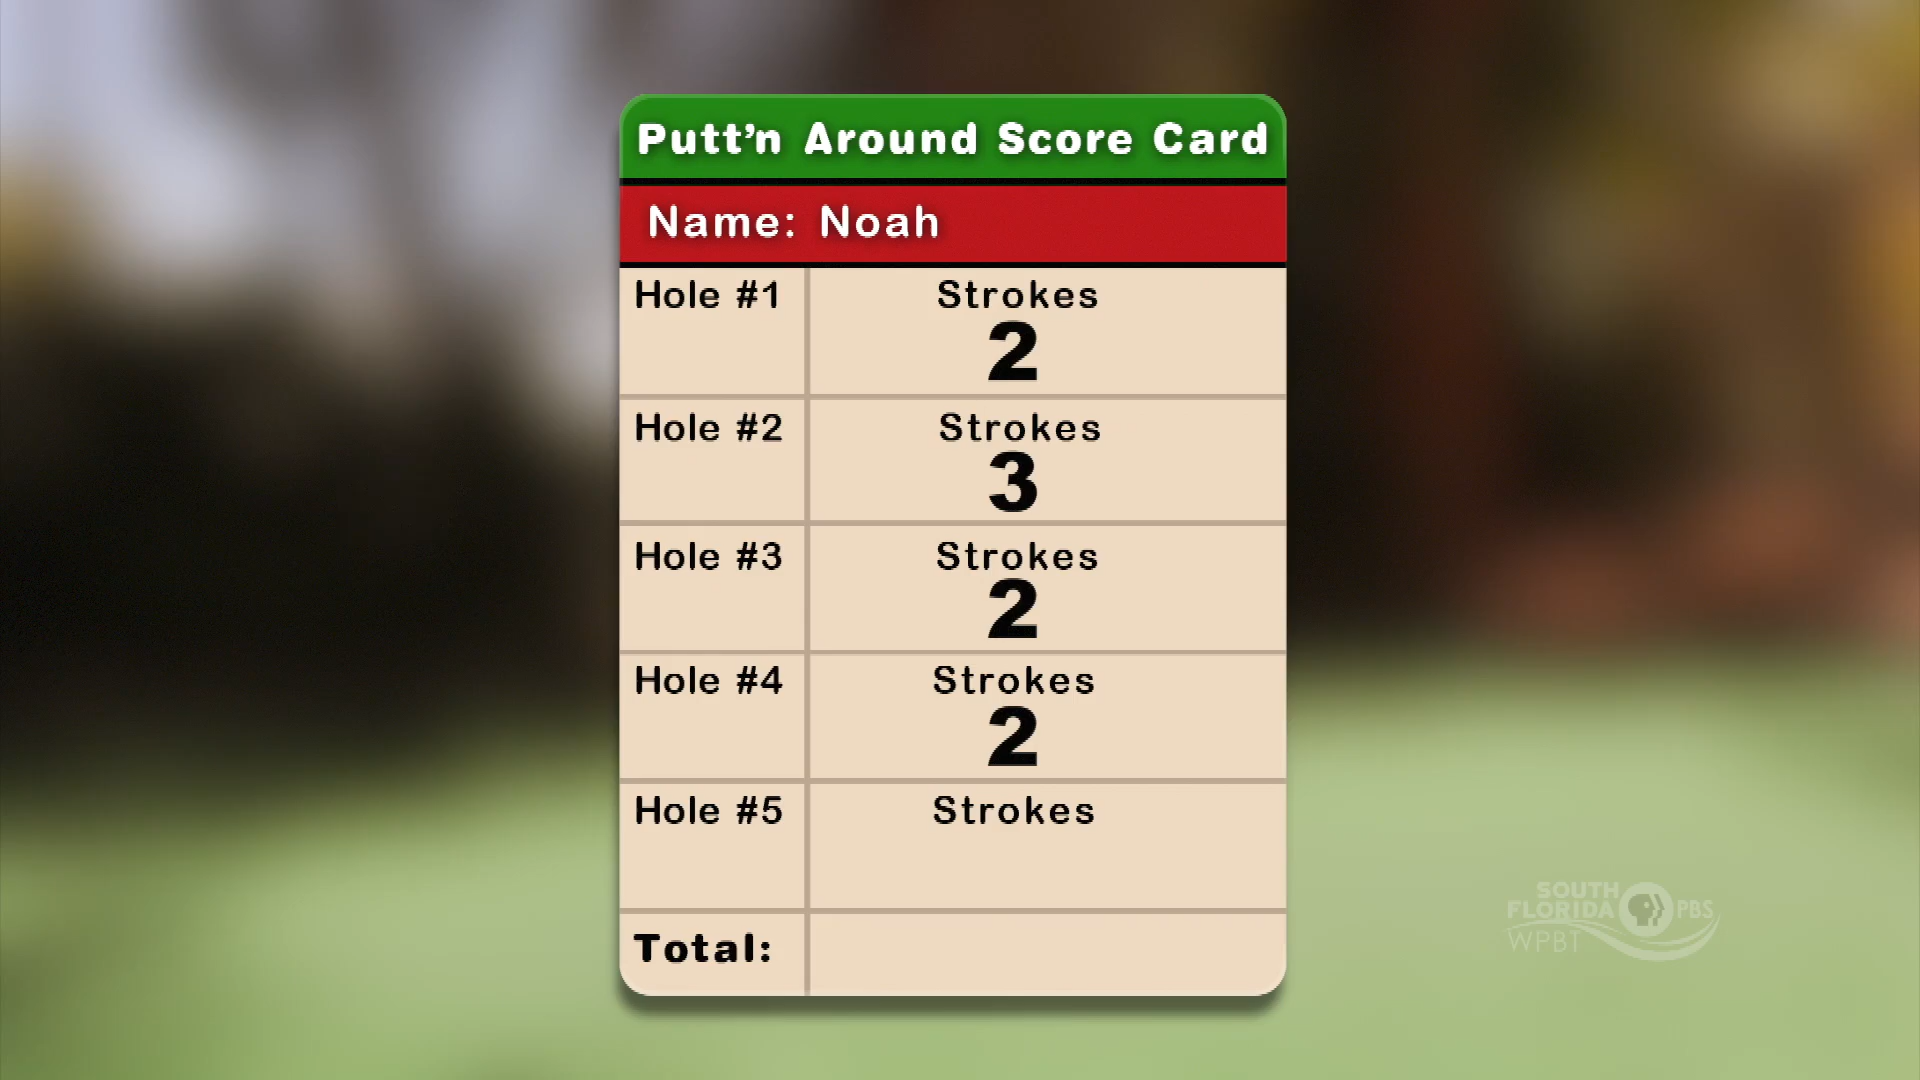 Putt'n Around Score Card
Name: Noah
Hole #1 Strokes
2
Hole #2 Strokes
3
Hole #3 Strokes
2
Hole #4 Strokes
2
Hole #5 Strokes
Total:
SOUTH
FLORIDA PBS
WPBT